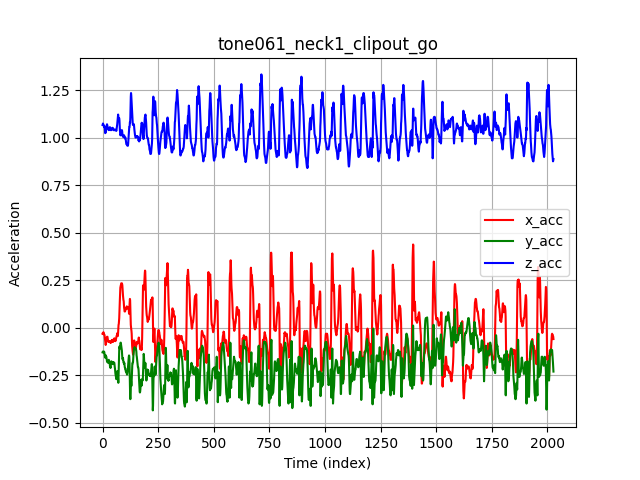 tone061_neck1_clipout_go
1.25
1.00
0.75
0.50
0.25
0.00
−0.25
−0.50
Acceleration
x_acc
y_acc
z_acc
0 250 500 750 1000 1250 1500 1750 2000
Time (index)